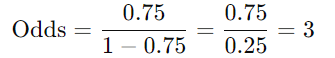 Odds = 0.75 / (1 − 0.75) = 0.75 / 0.25 = 3